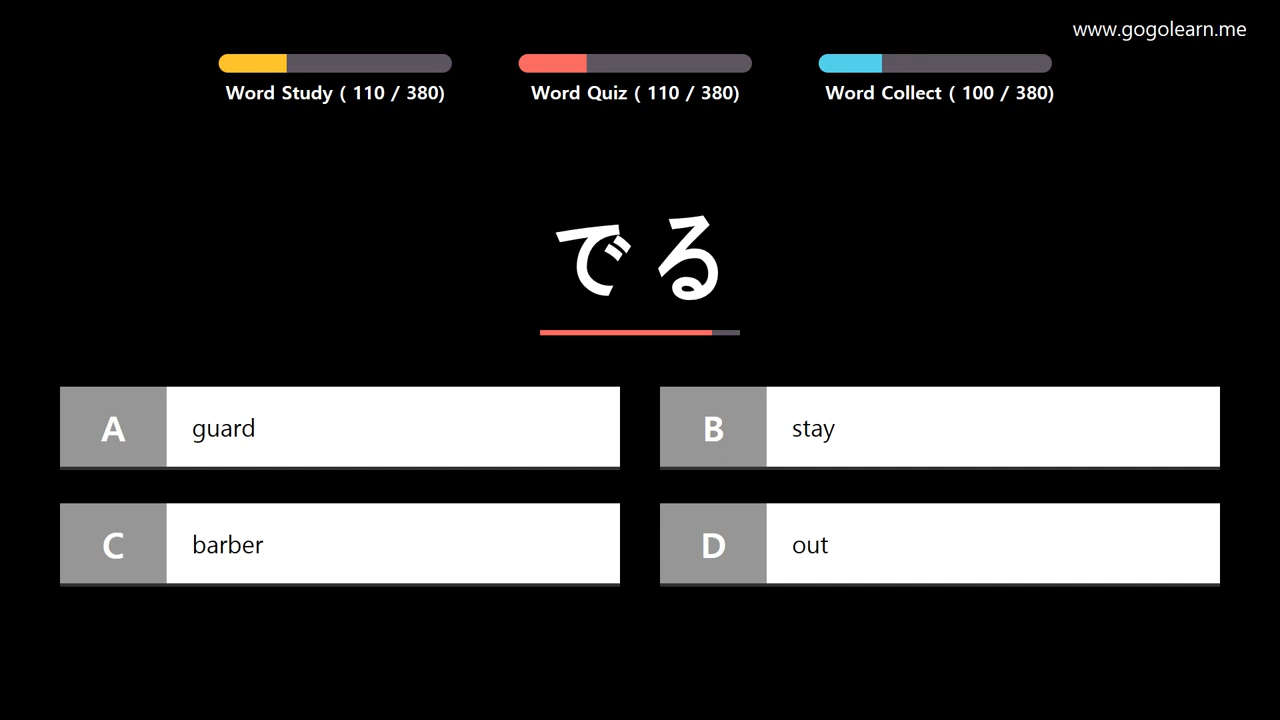 www.gogolearn.me
Word Study ( 110 / 380)
Word Quiz ( 110 / 380)
Word Collect ( 100 / 380)
でる
A guard
B stay
C barber
D out